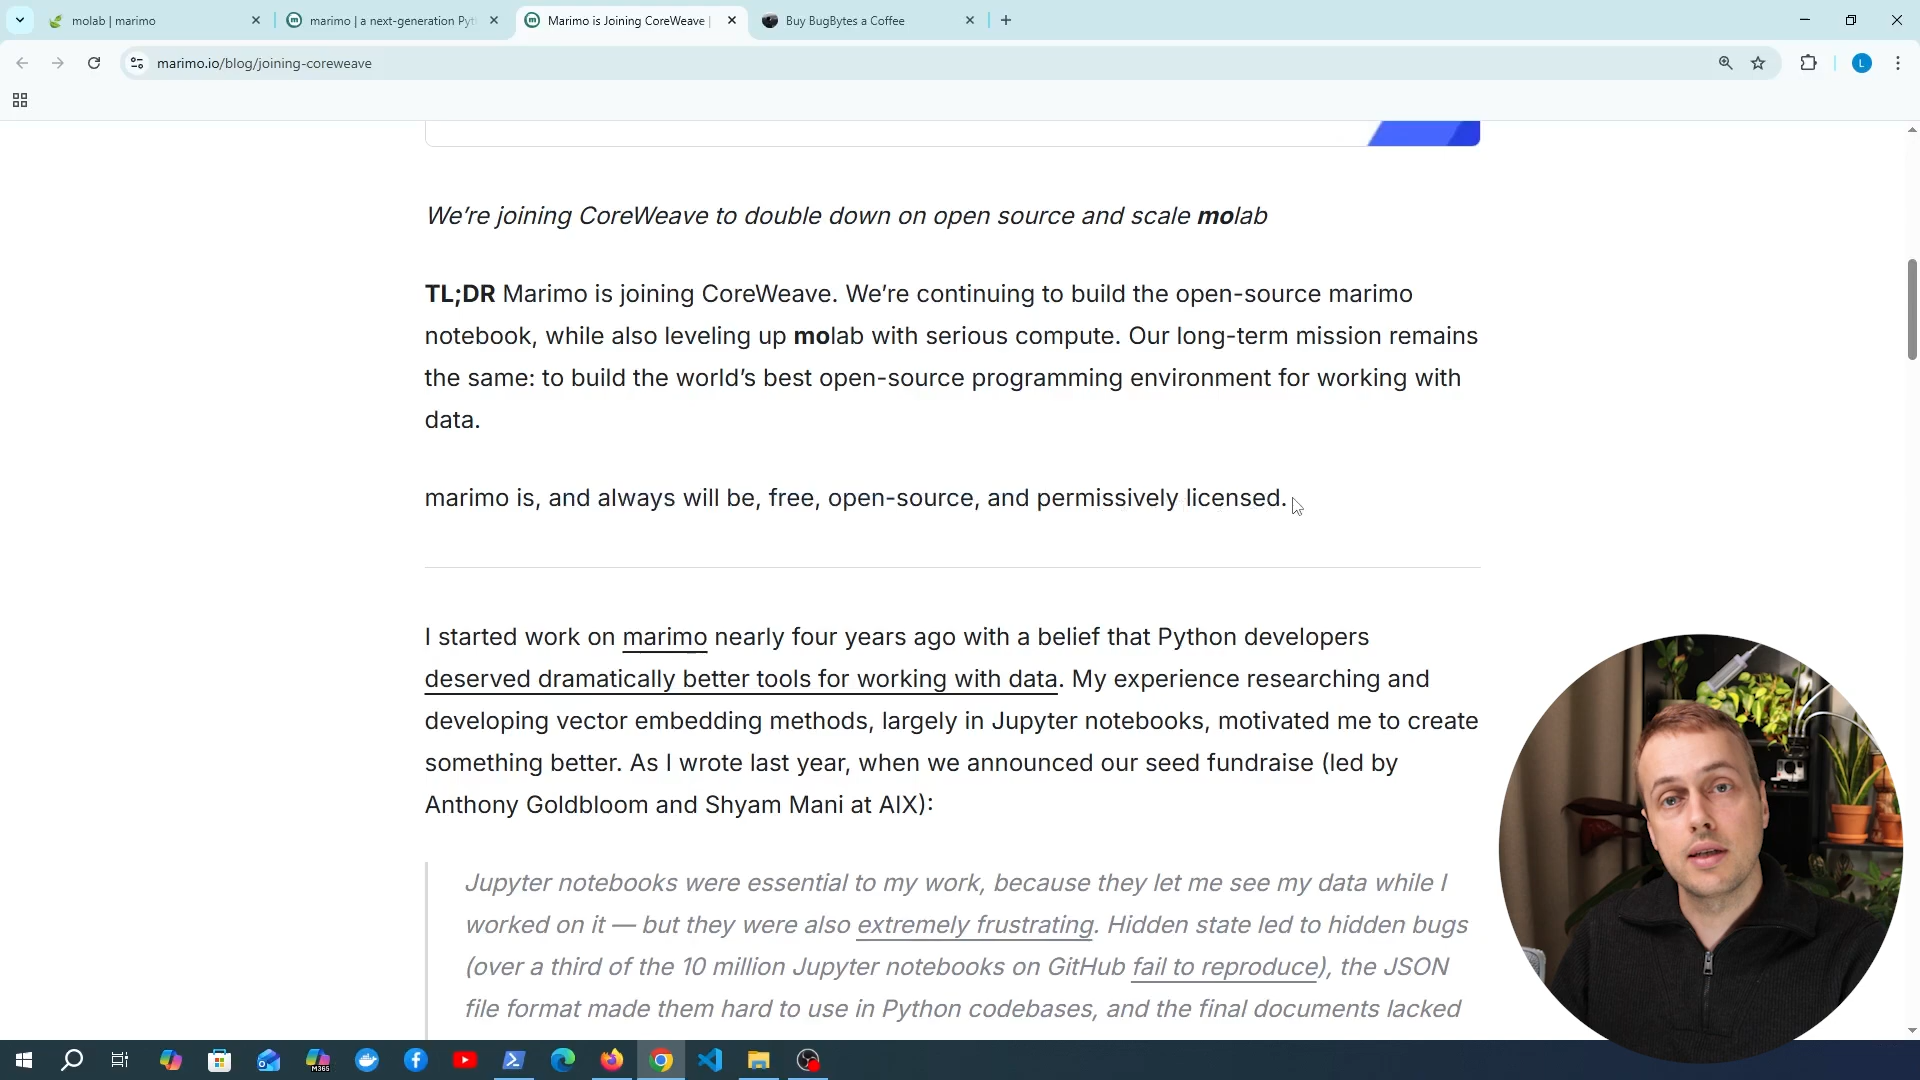 molab | marimo
marimo | a next-generation Pyt
Marimo is Joining CoreWeave |
Buy BugBytes a Coffee
marimo.io/blog/joining-coreweave
L
We’re joining CoreWeave to double down on open source and scale molab
TL;DR Marimo is joining CoreWeave. We’re continuing to build the open-source marimo
notebook, while also leveling up molab with serious compute. Our long-term mission remains
the same: to build the world’s best open-source programming environment for working with
data.
marimo is, and always will be, free, open-source, and permissively licensed.
I started work on marimo nearly four years ago with a belief that Python developers
deserved dramatically better tools for working with data. My experience researching and
developing vector embedding methods, largely in Jupyter notebooks, motivated me to create
something better. As I wrote last year, when we announced our seed fundraise (led by
Anthony Goldbloom and Shyam Mani at AIX):
Jupyter notebooks were essential to my work, because they let me see my data while I
worked on it — but they were also extremely frustrating. Hidden state led to hidden bugs
(over a third of the 10 million Jupyter notebooks on GitHub fail to reproduce), the JSON
file format made them hard to use in Python codebases, and the final documents lacked
M365